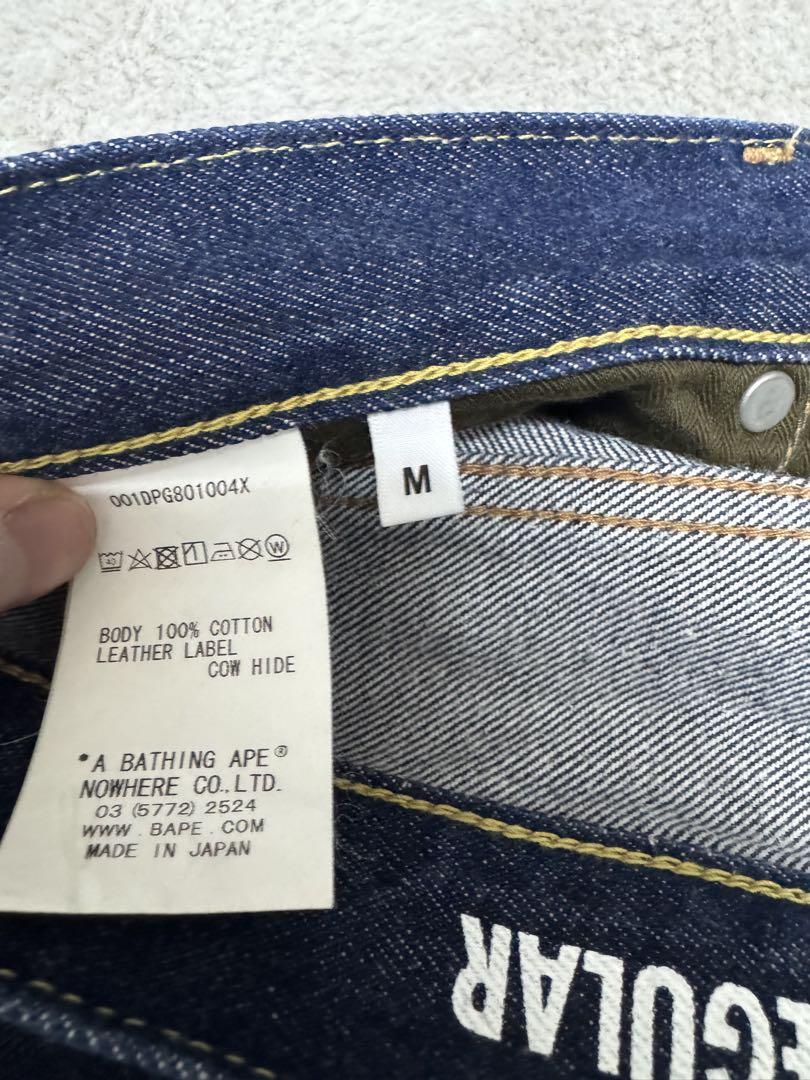 001DPG801004X
M
BODY 100% COTTON
LEATHER LABEL
COW HIDE
*A BATHING APE®
NOWHERE CO.,LTD.
03 (5772) 2524
WWW . BAPE . COM
MADE IN JAPAN
EGULAR